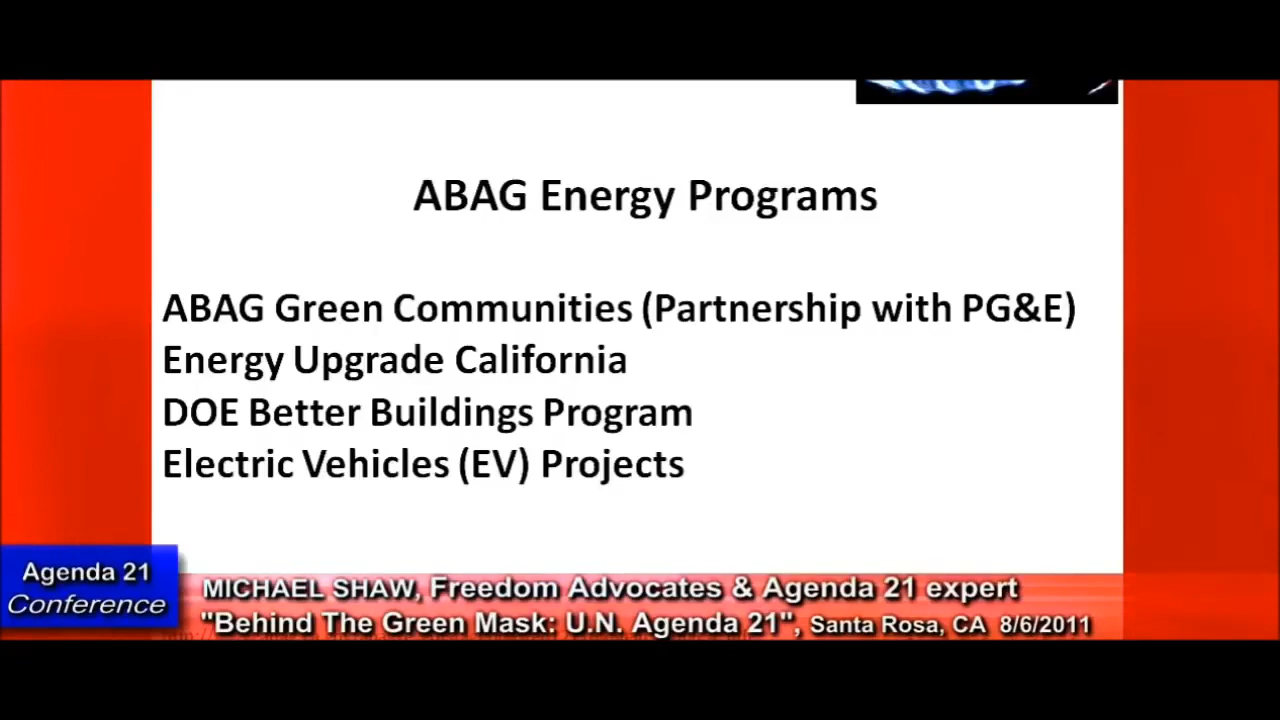 ABAG Energy Programs
ABAG Green Communities (Partnership with PG&E)
Energy Upgrade California
DOE Better Buildings Program
Electric Vehicles (EV) Projects
Agenda 21
Conference
MICHAEL SHAW, Freedom Advocates & Agenda 21 expert
"Behind The Green Mask: U.N. Agenda 21", Santa Rosa, CA 8/6/2011